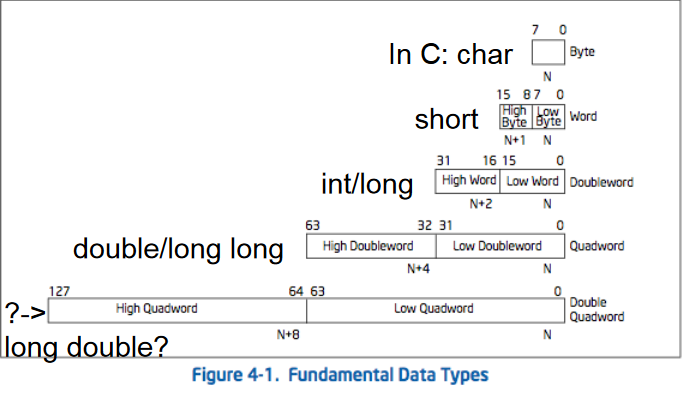 7 0
In C: char Byte
N
15 8 7 0
short High Byte Low Byte Word
N+1 N
31 16 15 0
int/long High Word Low Word Doubleword
N+2 N
63 32 31 0
double/long long High Doubleword Low Doubleword Quadword
N+4 N
127 64 63 0
?-> High Quadword Low Quadword Double Quadword
N+8 N
long double?
Figure 4-1. Fundamental Data Types